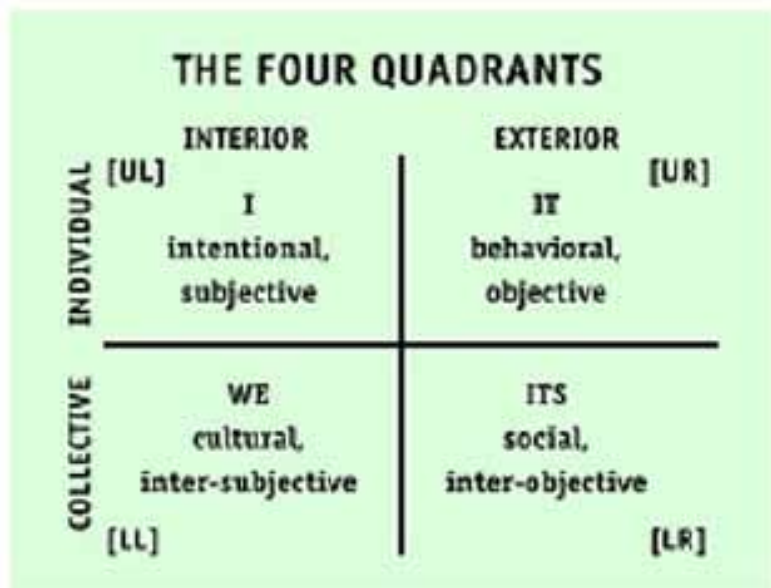 THE FOUR QUADRANTS
INTERIOR EXTERIOR
[UL] [UR]
INDIVIDUAL
I
intentional,
subjective
IT
behavioral,
objective
COLLECTIVE
WE
cultural,
inter-subjective
ITS
social,
inter-objective
[LL] [LR]